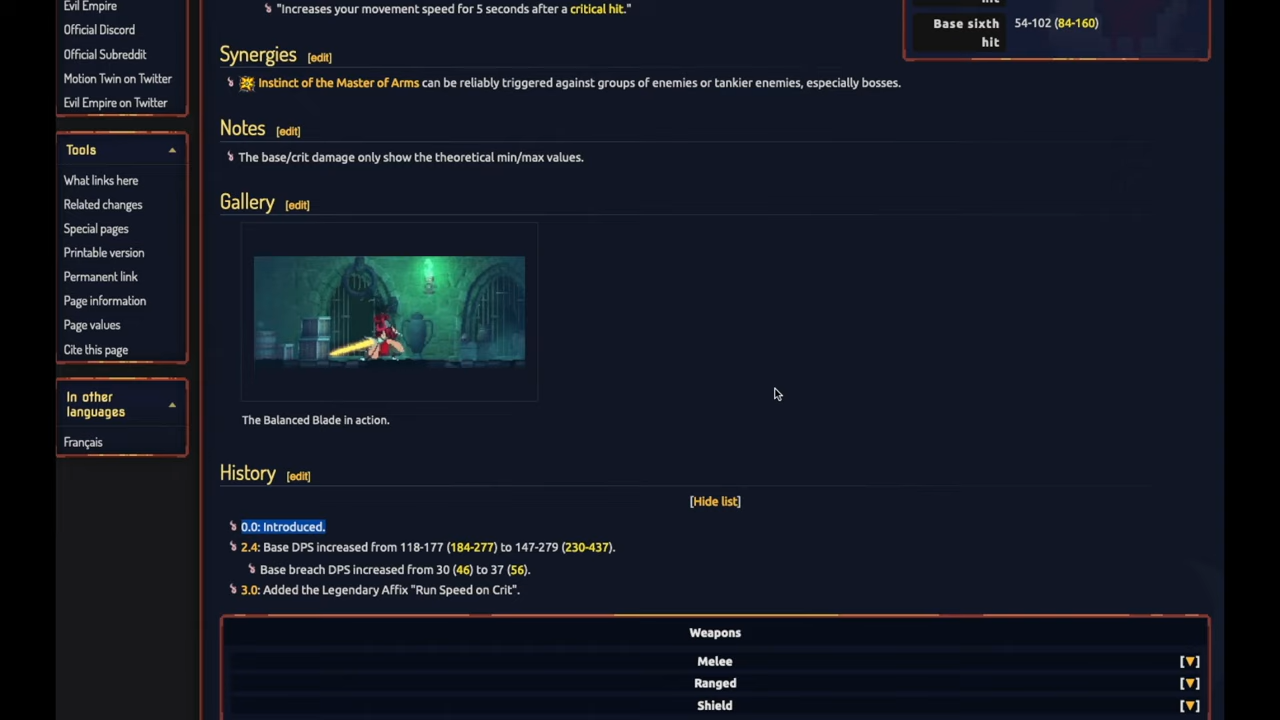 Evil Empire
Official Discord
Official Subreddit
Motion Twin on Twitter
Evil Empire on Twitter
Tools
What links here
Related changes
Special pages
Printable version
Permanent link
Page information
Page values
Cite this page
In other
languages
Français
"Increases your movement speed for 5 seconds after a critical hit."
Synergies [edit]
Instinct of the Master of Arms can be reliably triggered against groups of enemies or tankier enemies, especially bosses.
Notes [edit]
The base/crit damage only show the theoretical min/max values.
Gallery [edit]
The Balanced Blade in action.
History [edit]
[Hide list]
0.0: Introduced.
2.4: Base DPS increased from 118-177 (184-277) to 147-279 (230-437).
Base breach DPS increased from 30 (46) to 37 (56).
3.0: Added the Legendary Affix "Run Speed on Crit".
Weapons
Melee [▼]
Ranged [▼]
Shield [▼]
Base sixth 54-102 (84-160)
hit